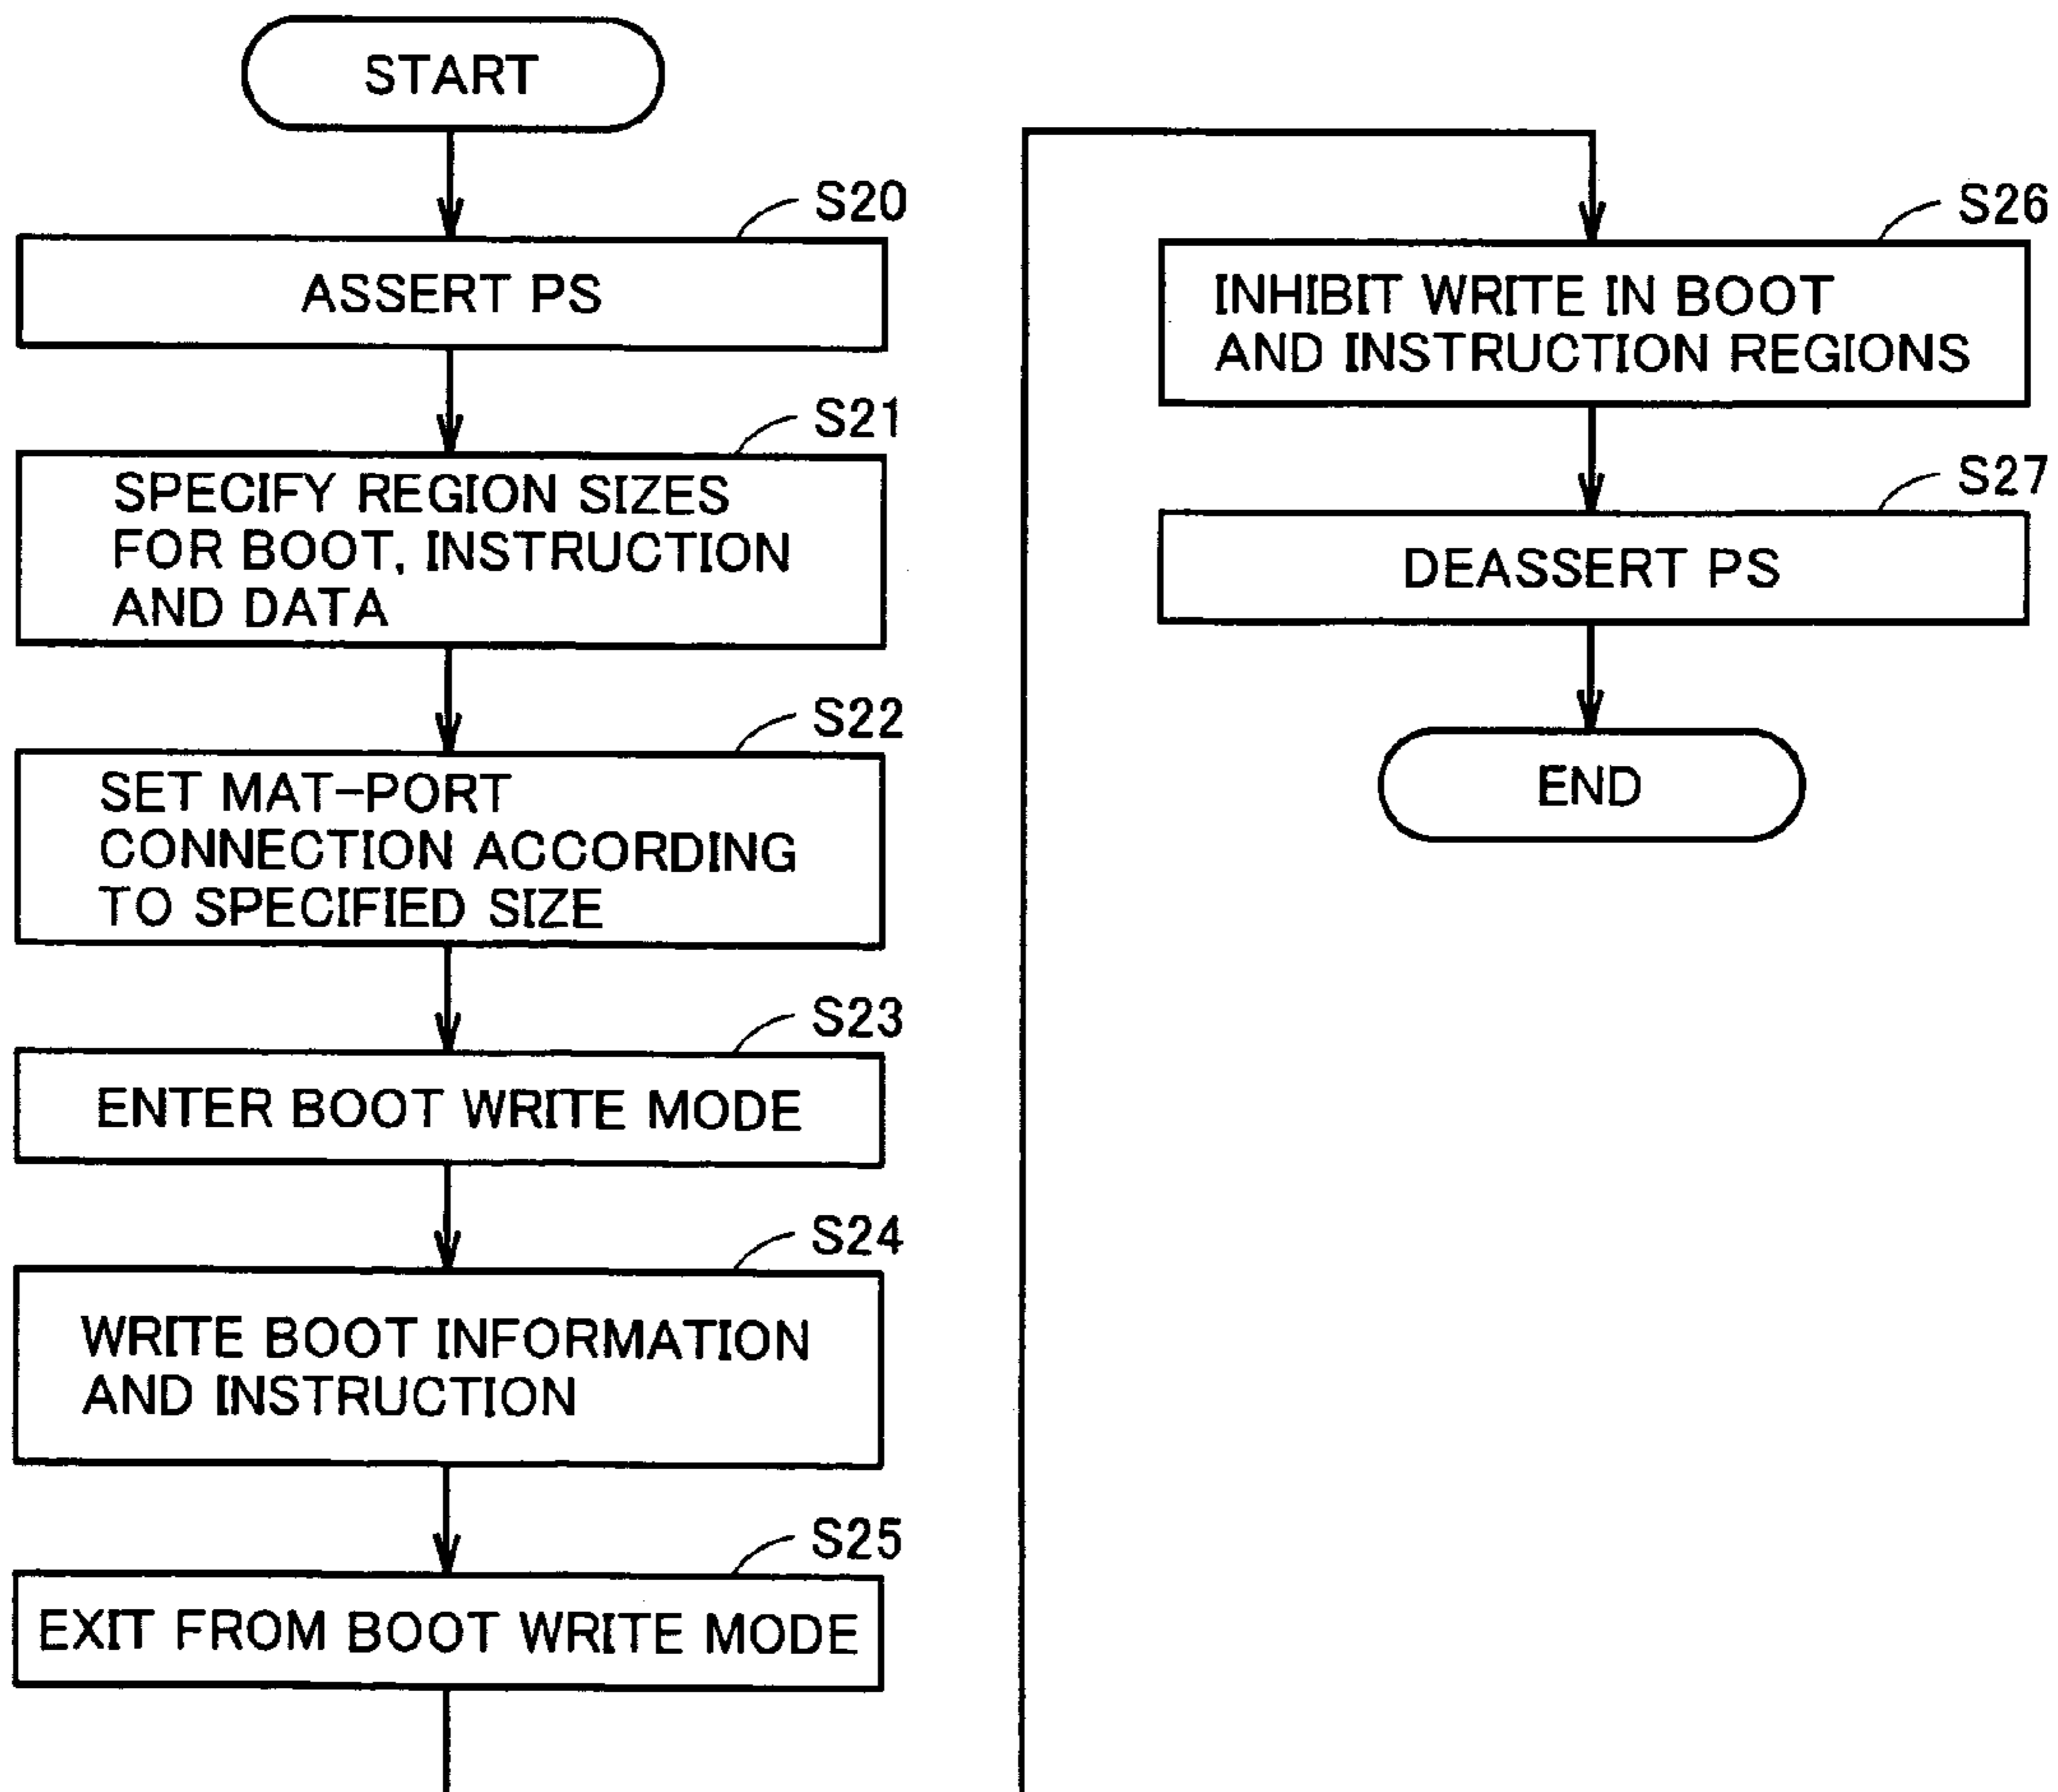 START
S20
ASSERT PS
S21
SPECIFY REGION SIZES
FOR BOOT, INSTRUCTION
AND DATA
S22
SET MAT-PORT
CONNECTION ACCORDING
TO SPECIFIED SIZE
S23
ENTER BOOT WRITE MODE
S24
WRITE BOOT INFORMATION
AND INSTRUCTION
S25
EXIT FROM BOOT WRITE MODE
S26
INHIBIT WRITE IN BOOT
AND INSTRUCTION REGIONS
S27
DEASSERT PS
END